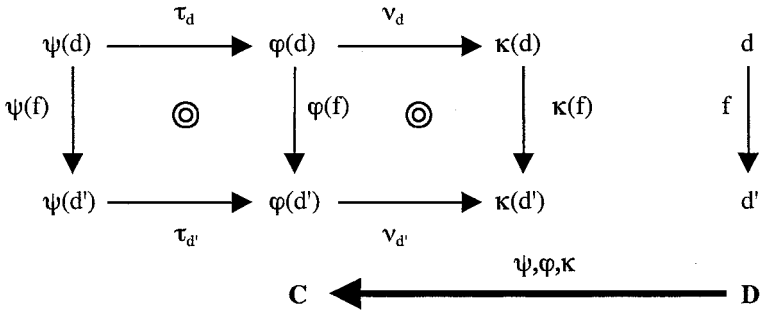 τd νd
ψ(d) φ(d) κ(d) d
ψ(f) φ(f) κ(f) f
ψ(d') φ(d') κ(d') d'
τd' νd'
ψ,φ,κ
C D